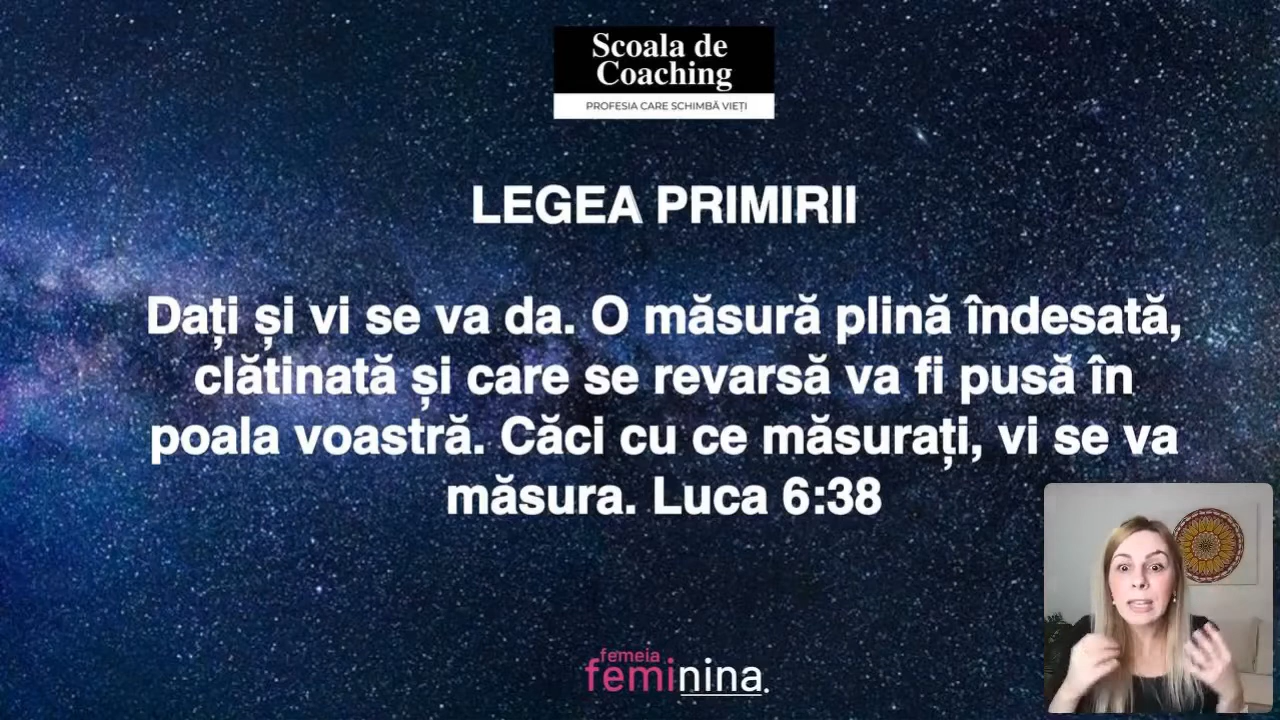 Scoala de
Coaching
PROFESIA CARE SCHIMBĂ VIEȚI
LEGEA PRIMIRII
Dați și vi se va da. O măsură plină îndesată,
clătinată și care se revarsă va fi pusă în
poala voastră. Căci cu ce măsurați, vi se va
măsura. Luca 6:38
femeia
feminina.